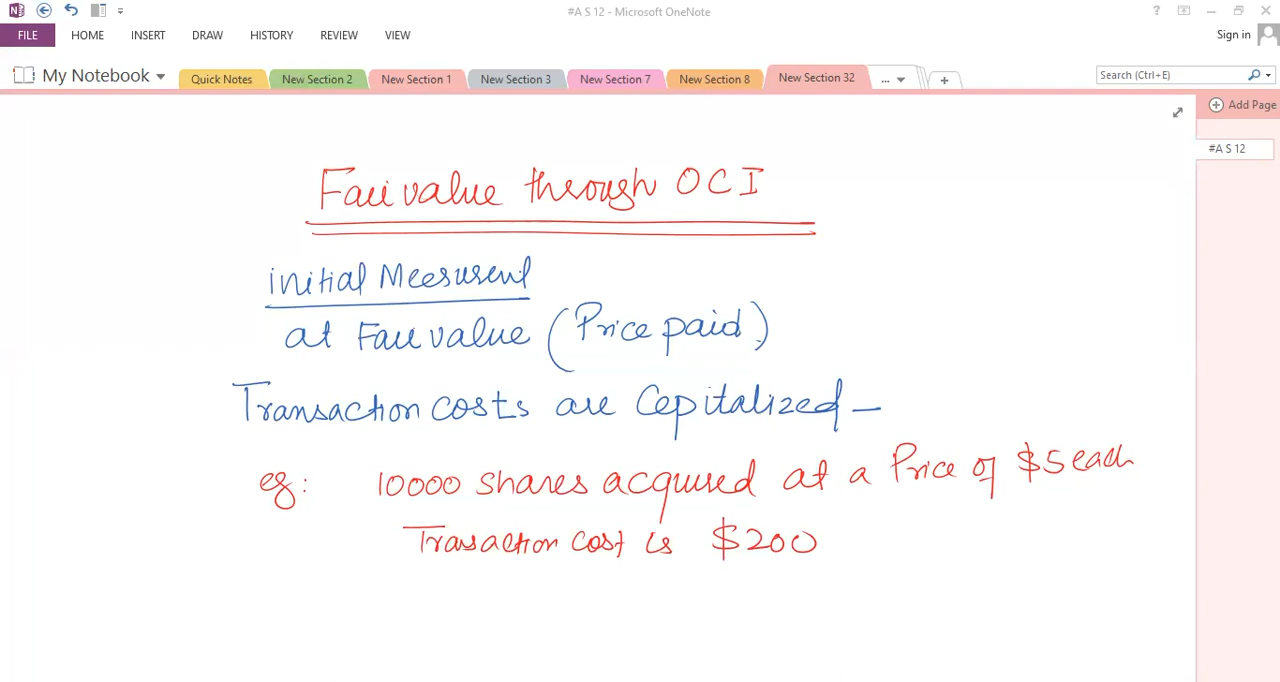 #A S 12 - Microsoft OneNote
FILE HOME INSERT DRAW HISTORY REVIEW VIEW
Sign in
My Notebook
Quick Notes New Section 2 New Section 1 New Section 3 New Section 7 New Section 8 New Section 32 ...
Search (Ctrl+E)
Add Page
#A S 12
Fair value through OCI
initial Meesurent
at Fair value (Price paid)
Transaction costs are Cepitalized -
eg: 10000 shares acquired at a Price of $5 each
Trasaction cost is $200